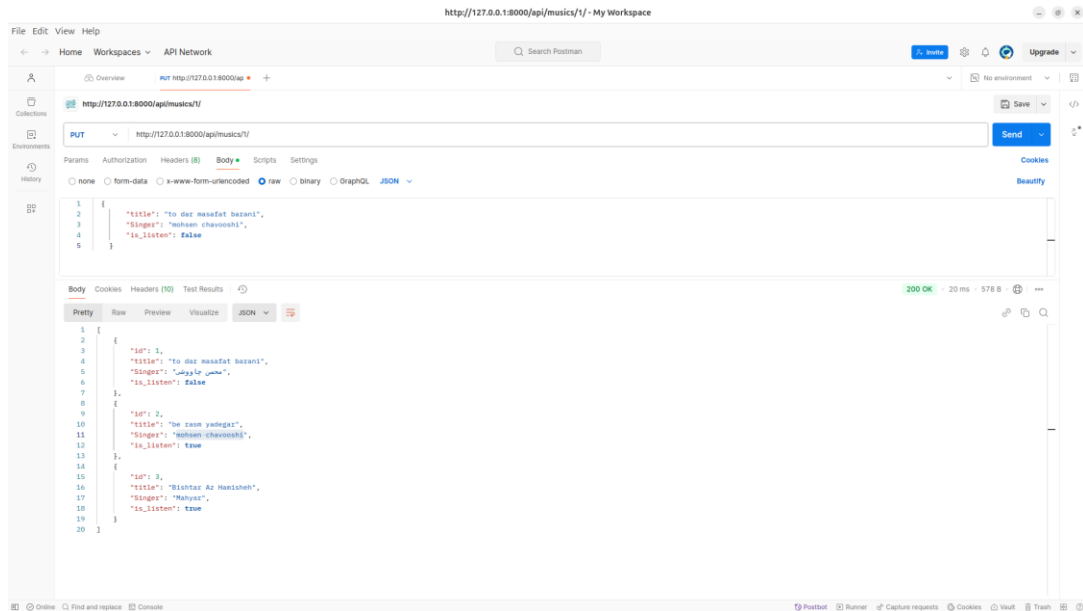 http://127.0.0.1:8000/api/musics/1/ - My Workspace
File Edit View Help
Home Workspaces API Network Search Postman Invite Upgrade
Overview PUT http://127.0.0.1:8000/ap + No environment
http://127.0.0.1:8000/api/musics/1/ Save
Collections
PUT http://127.0.0.1:8000/api/musics/1/ Send
Environments
Params Authorization Headers (8) Body Scripts Settings Cookies
History
none form-data x-www-form-urlencoded raw binary GraphQL JSON Beautify
1 {
2 "title": "to dar masafat barani",
3 "Singer": "mohsen chavooshi",
4 "is_listen": false
5 }
Body Cookies Headers (10) Test Results 200 OK 20 ms 578 B
Pretty Raw Preview Visualize JSON
1 [
2 {
3 "id": 1,
4 "title": "to dar masafat barani",
5 "Singer": "محسن چاووشی",
6 "is_listen": false
7 },
8 {
9 "id": 2,
10 "title": "be rasm yadegar",
11 "Singer": "mohsen chavooshi",
12 "is_listen": true
13 },
14 {
15 "id": 3,
16 "title": "Bishtar Az Hamisheh",
17 "Singer": "Mahyar",
18 "is_listen": true
19 }
20 ]
Online Find and replace Console Postbot Runner Capture requests Cookies Vault Trash